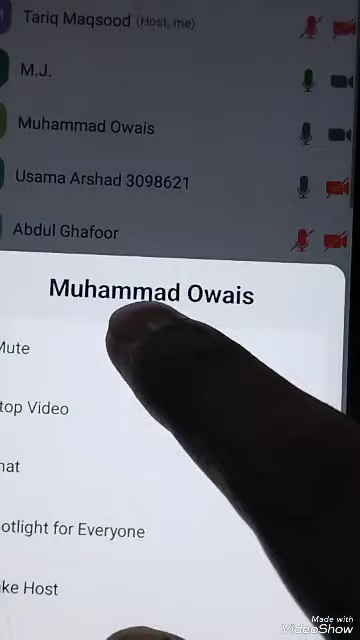 Tariq Maqsood (Host, me)
M.J.
Muhammad Owais
Usama Arshad 3098621
Abdul Ghafoor
Muhammad Owais
Mute
top Video
hat
otlight for Everyone
ke Host
Made with
VideoShow